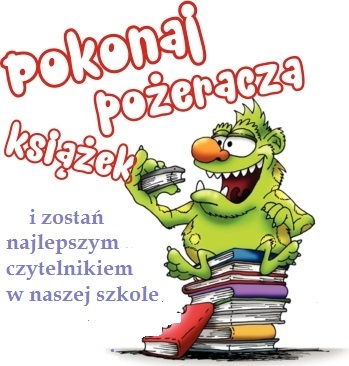 pokonaj
pożeracza
książek
i zostań
najlepszym
czytelnikiem
w naszej szkole